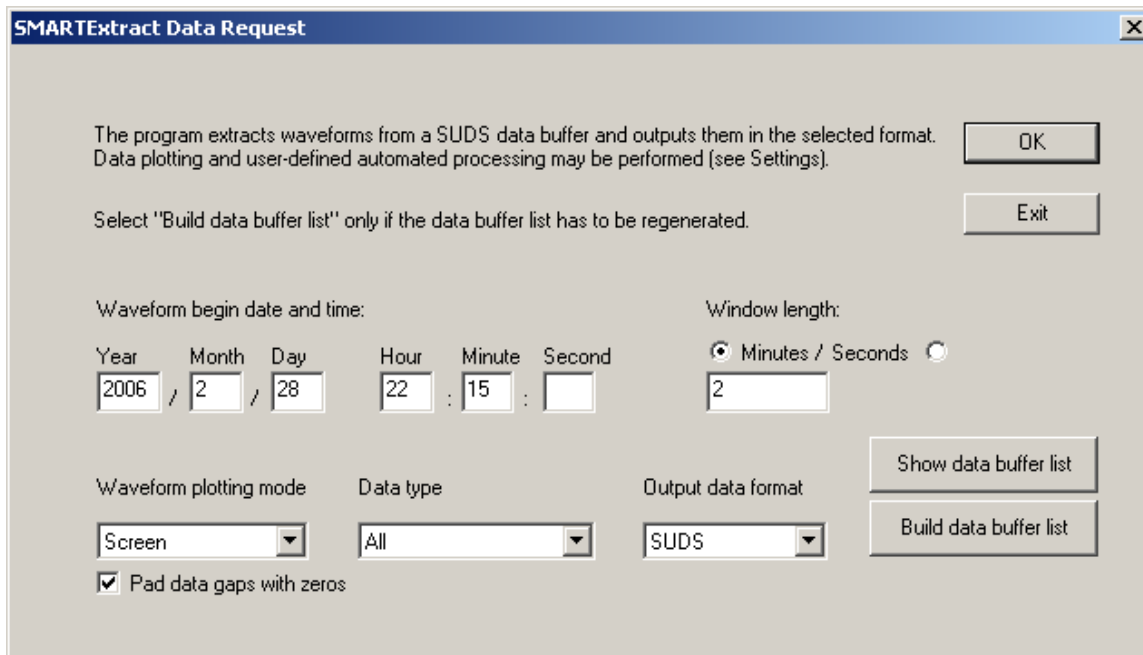 SMARTExtract Data Request
The program extracts waveforms from a SUDS data buffer and outputs them in the selected format.
Data plotting and user-defined automated processing may be performed (see Settings).
OK
Select "Build data buffer list" only if the data buffer list has to be regenerated.
Exit
Waveform begin date and time:
Window length:
Year Month Day Hour Minute Second
Minutes / Seconds
2006 / 2 / 28 22 : 15 :
2
Show data buffer list
Waveform plotting mode Data type Output data format
Build data buffer list
Screen All SUDS
Pad data gaps with zeros